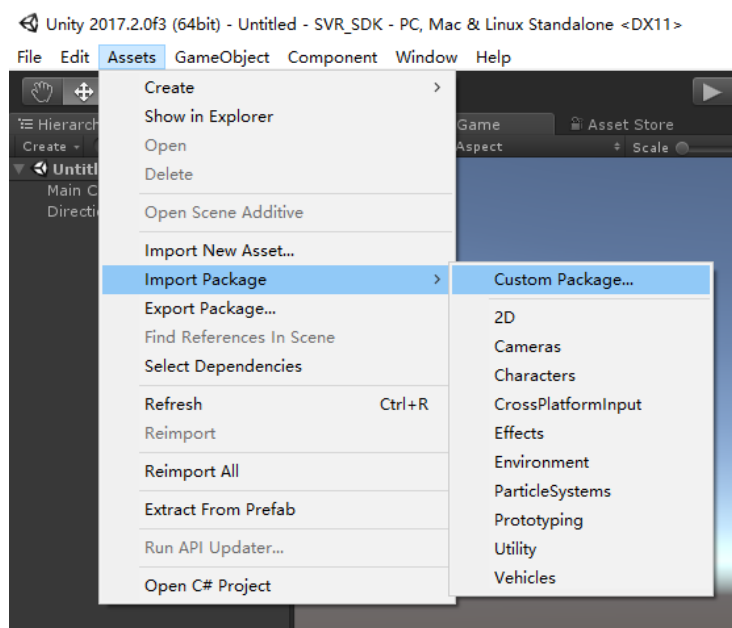 Unity 2017.2.0f3 (64bit) - Untitled - SVR_SDK - PC, Mac & Linux Standalone <DX11>
File Edit Assets GameObject Component Window Help
Create
Show in Explorer
Open
Delete
Open Scene Additive
Import New Asset...
Import Package
Export Package...
Find References In Scene
Select Dependencies
Refresh Ctrl+R
Reimport
Reimport All
Extract From Prefab
Run API Updater...
Open C# Project
Custom Package...
2D
Cameras
Characters
CrossPlatformInput
Effects
Environment
ParticleSystems
Prototyping
Utility
Vehicles
Hierarch
Create
Untitl
Main C
Directi
Game
Asset Store
Aspect
Scale